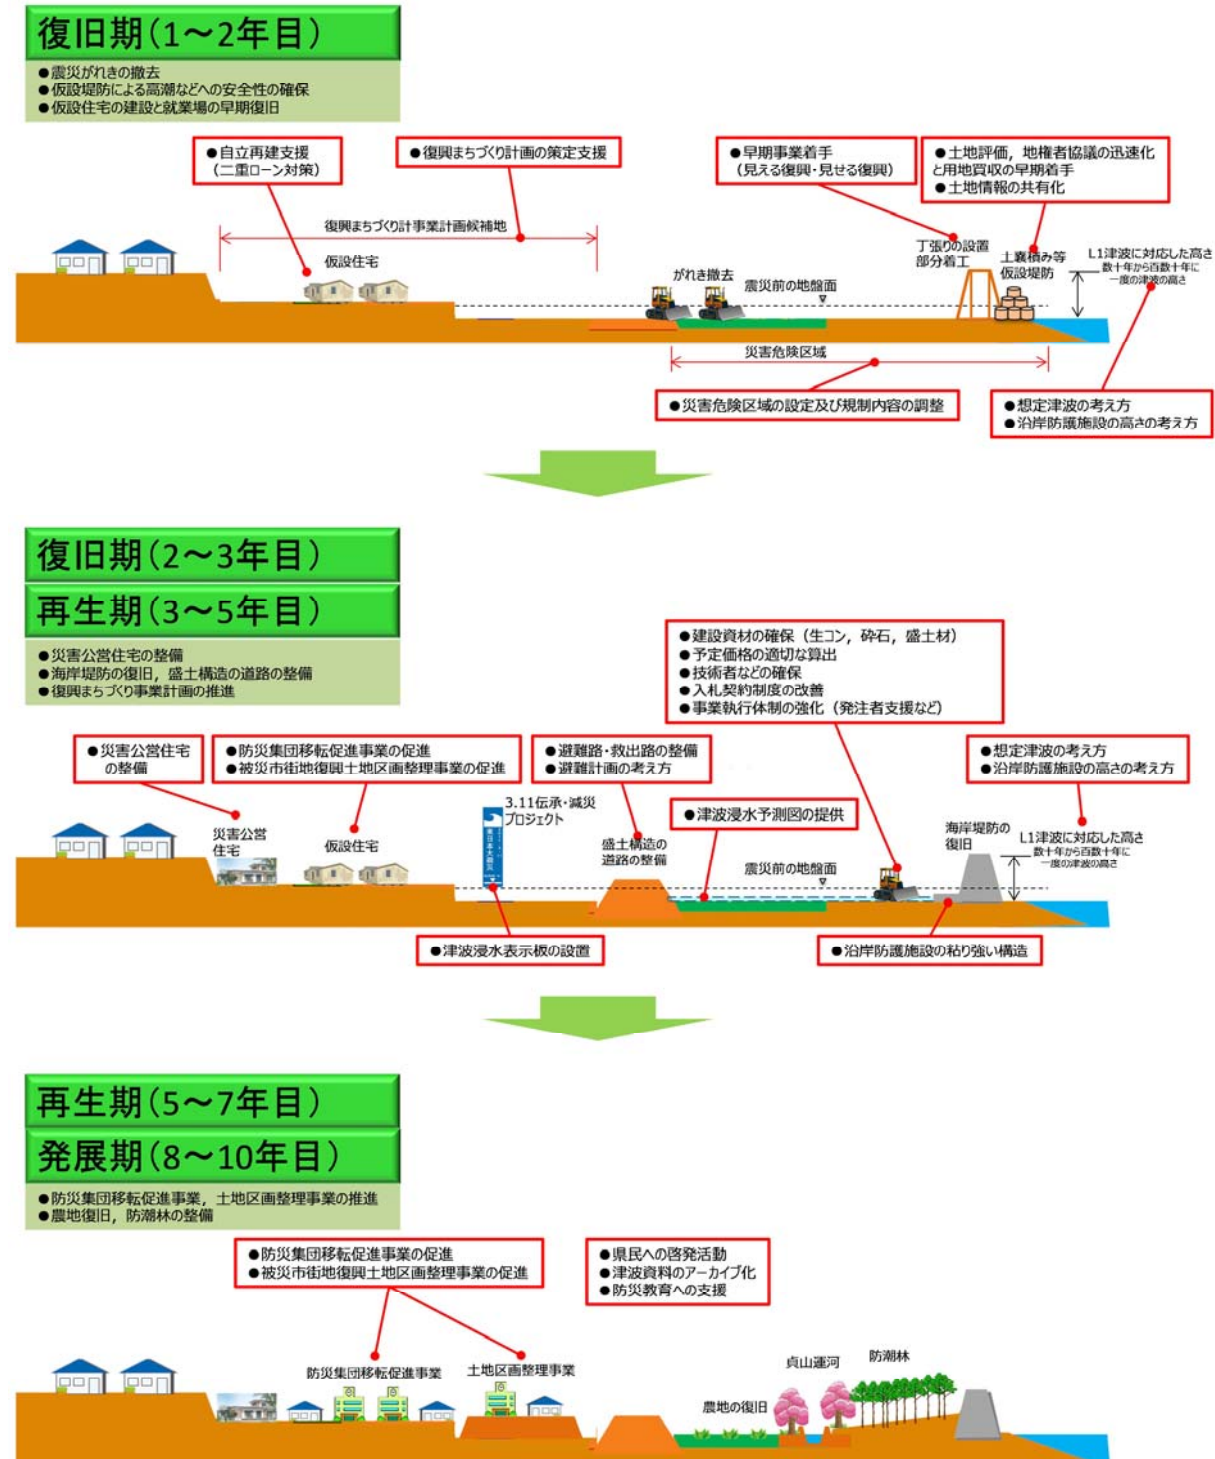 復旧期(1～2年目)
●震災がれきの撤去
●仮設堤防による高潮などへの安全性の確保
●仮設住宅の建設と就業場の早期復旧
●自立再建支援
(二重ローン対策)
●復興まちづくり計画の策定支援
●早期事業着手
(見える復興・見せる復興)
●土地評価，地権者協議の迅速化
と用地買収の早期着手
●土地情報の共有化
復興まちづくり計事業計画候補地
仮設住宅
がれき撤去
震災前の地盤面
丁張りの設置
部分着工
土嚢積み等
仮設堤防
L1津波に対応した高さ
数十年から百数十年に
一度の津波の高さ
災害危険区域
●災害危険区域の設定及び規制内容の調整
●想定津波の考え方
●沿岸防護施設の高さの考え方
復旧期(2～3年目)
再生期(3～5年目)
●災害公営住宅の整備
●海岸堤防の復旧，盛土構造の道路の整備
●復興まちづくり事業計画の推進
●建設資材の確保（生コン，砕石，盛土材）
●予定価格の適切な算出
●技術者などの確保
●入札契約制度の改善
●事業執行体制の強化（発注者支援など）
●災害公営住宅
の整備
●防災集団移転促進事業の促進
●被災市街地復興土地区画整理事業の促進
●避難路・救出路の整備
●避難計画の考え方
●想定津波の考え方
●沿岸防護施設の高さの考え方
●津波浸水予測図の提供
3.11伝承・減災
プロジェクト
東日本大震災
災害公営
住宅
仮設住宅
盛土構造の
道路の整備
震災前の地盤面
海岸堤防の
復旧
L1津波に対応した高さ
数十年から百数十年に
一度の津波の高さ
●津波浸水表示板の設置
●沿岸防護施設の粘り強い構造
再生期(5～7年目)
発展期(8～10年目)
●防災集団移転促進事業，土地区画整理事業の推進
●農地復旧，防潮林の整備
●防災集団移転促進事業の促進
●被災市街地復興土地区画整理事業の促進
●県民への啓発活動
●津波資料のアーカイブ化
●防災教育への支援
防災集団移転促進事業
土地区画整理事業
農地の復旧
貞山運河
防潮林